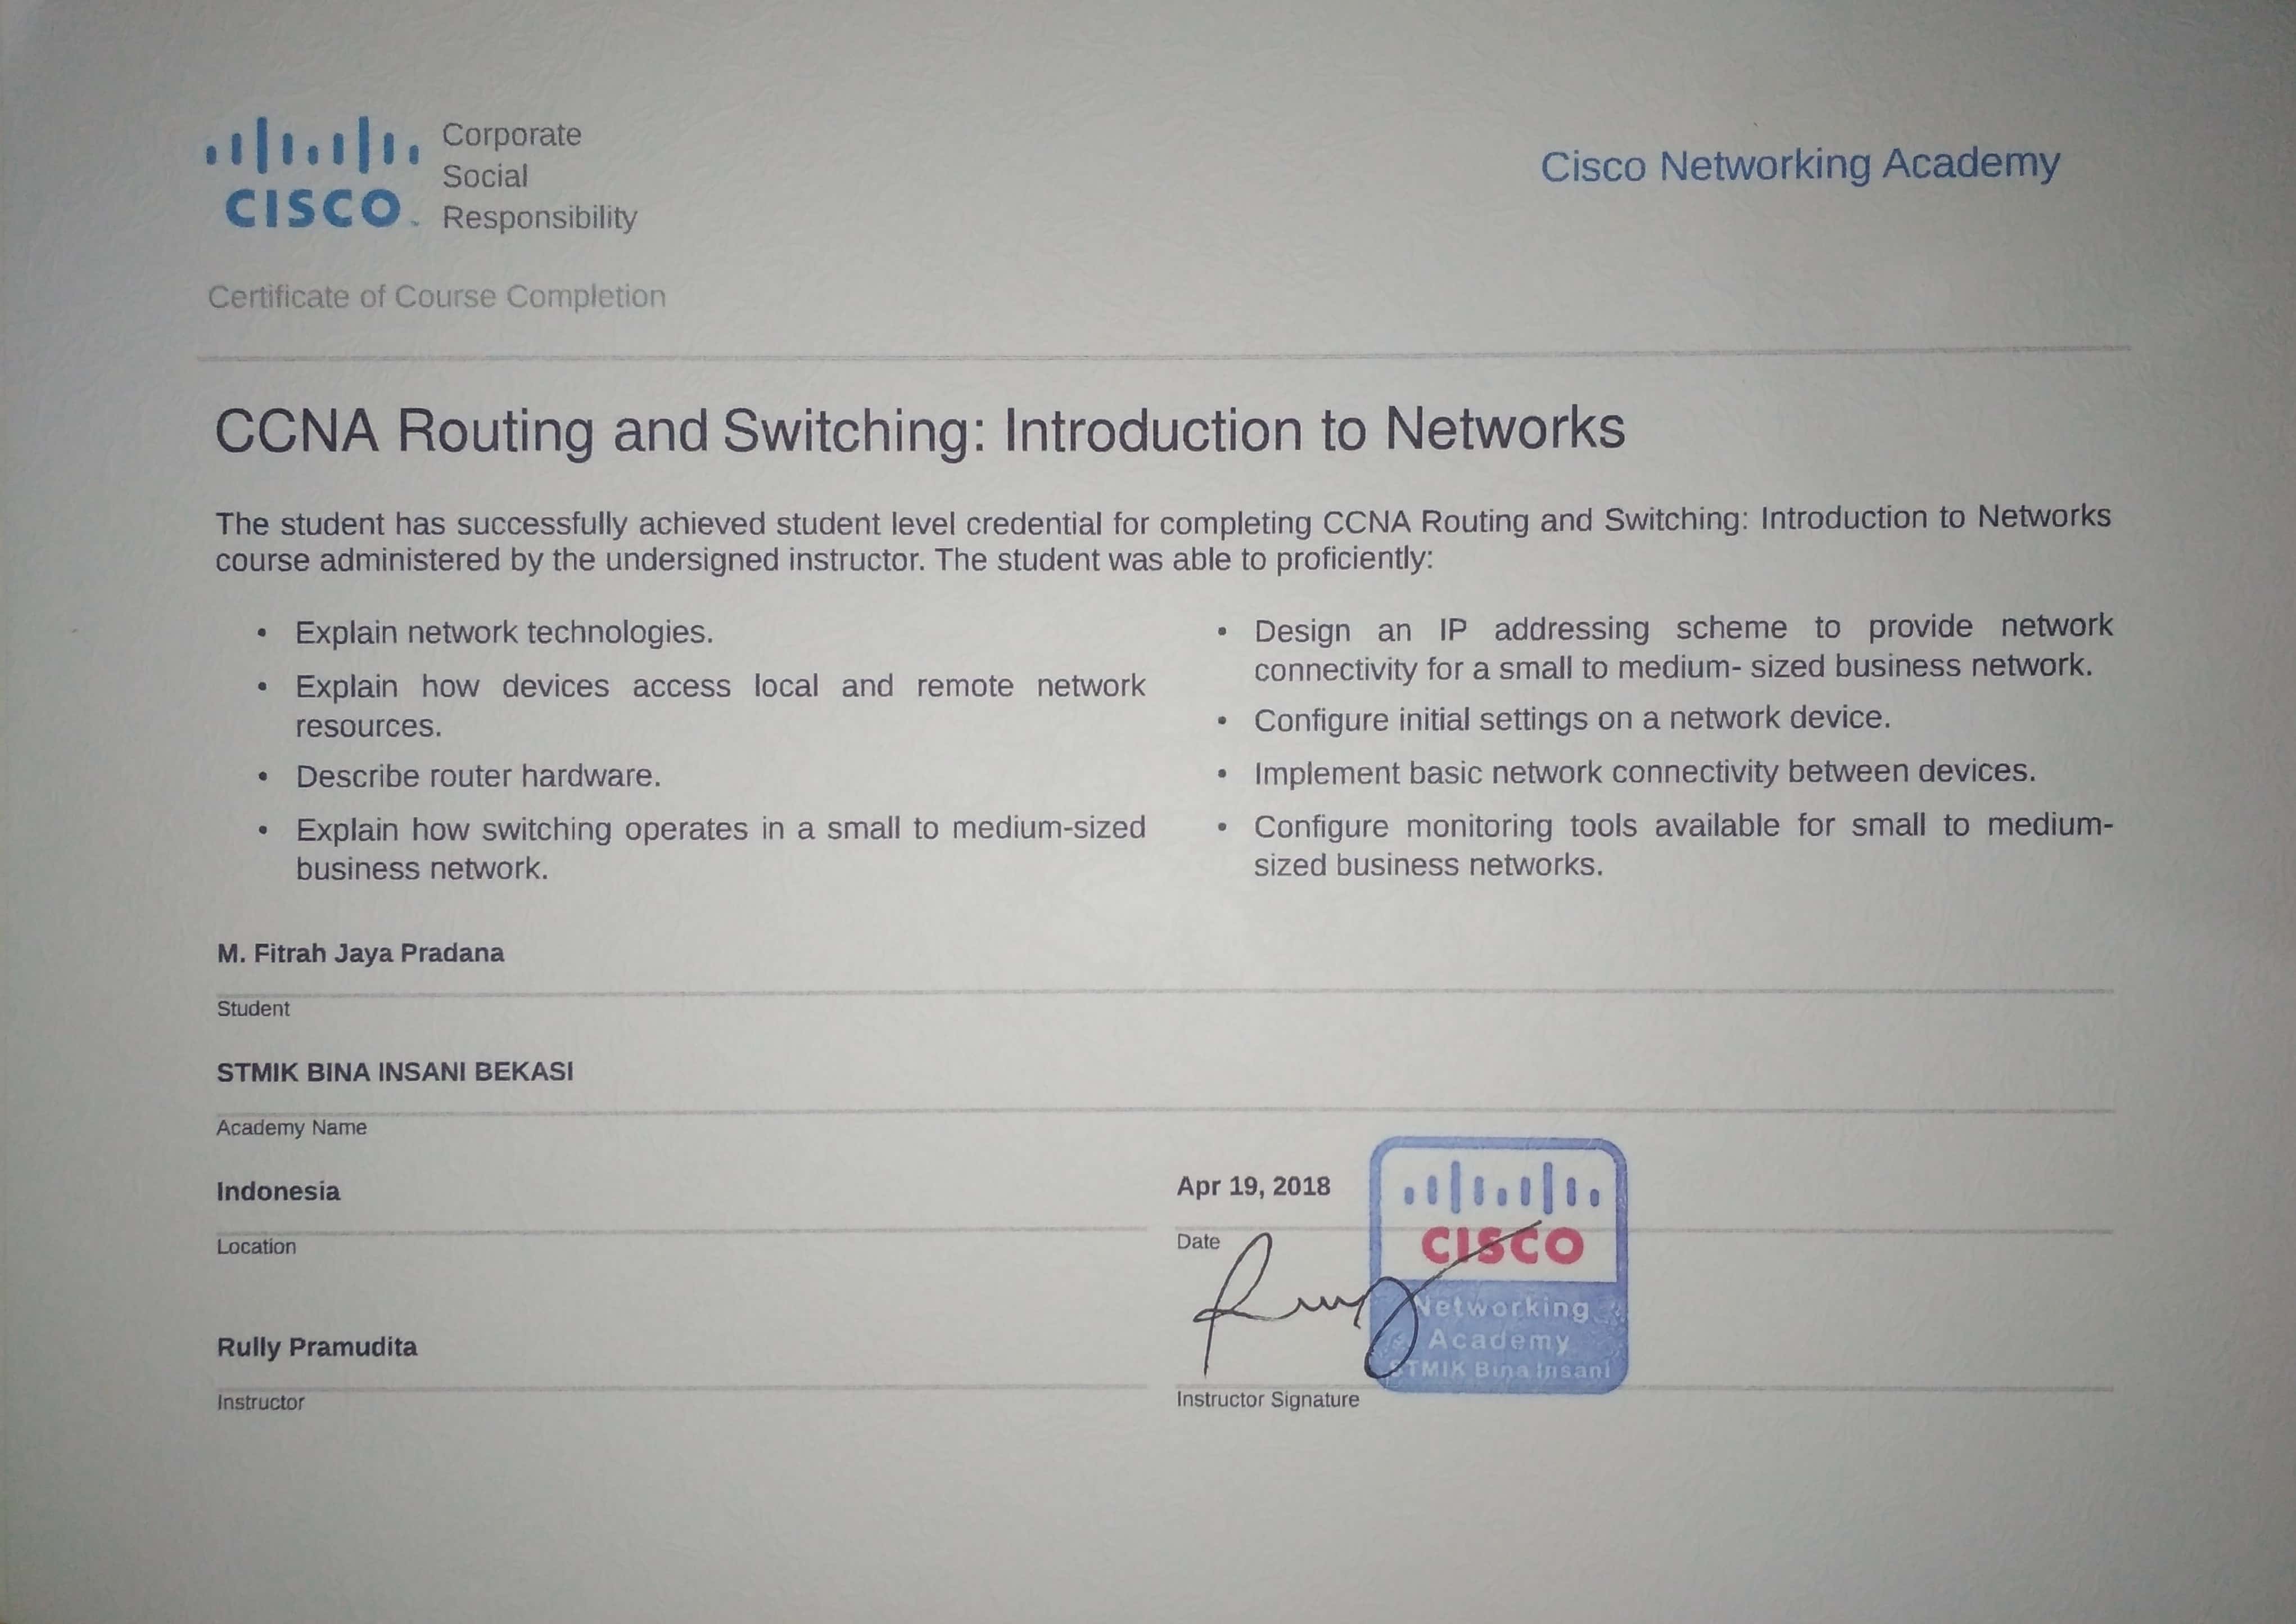 CISCO
Corporate
Social
Responsibility
Cisco Networking Academy
Certificate of Course Completion
CCNA Routing and Switching: Introduction to Networks
The student has successfully achieved student level credential for completing CCNA Routing and Switching: Introduction to Networks
course administered by the undersigned instructor. The student was able to proficiently:
• Explain network technologies.
• Explain how devices access local and remote network
resources.
• Describe router hardware.
• Explain how switching operates in a small to medium-sized
business network.
• Design an IP addressing scheme to provide network
connectivity for a small to medium- sized business network.
• Configure initial settings on a network device.
• Implement basic network connectivity between devices.
• Configure monitoring tools available for small to medium-
sized business networks.
M. Fitrah Jaya Pradana
Student
STMIK BINA INSANI BEKASI
Academy Name
Indonesia
Location
Apr 19, 2018
Date
Rully Pramudita
Instructor
Instructor Signature
CISCO
Networking
Academy
STMIK Bina Insani